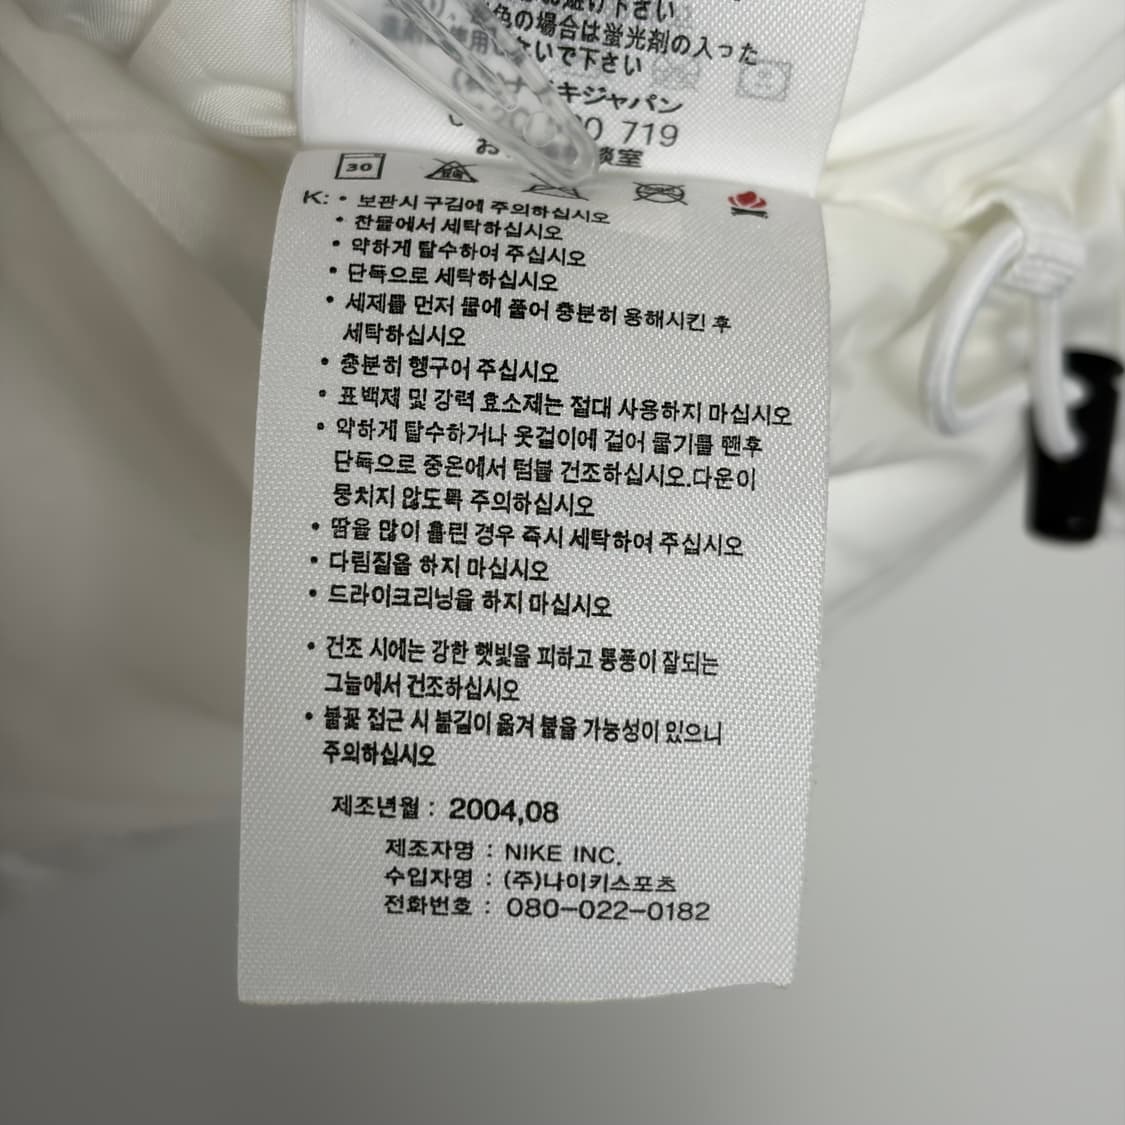 お避け下さい
色の場合は蛍光剤の入った
使用しないで下さい
ナイキジャパン
719
室
30
K: • 보관시 구김에 주의하십시오
• 찬물에서 세탁하십시오
• 약하게 탈수하여 주십시오
• 단독으로 세탁하십시오
• 세제를 먼저 물에 풀어 충분히 용해시킨 후
세탁하십시오
• 충분히 헹구어 주십시오
• 표백제 및 강력 효소제는 절대 사용하지 마십시오
• 약하게 탈수하거나 옷걸이에 걸어 물기를 뺀후
단독으로 중온에서 텀블 건조하십시오.다운이
뭉치지 않도록 주의하십시오
• 땀을 많이 흘린 경우 즉시 세탁하여 주십시오
• 다림질을 하지 마십시오
• 드라이크리닝을 하지 마십시오
• 건조 시에는 강한 햇빛을 피하고 통풍이 잘되는
그늘에서 건조하십시오
• 불꽃 접근 시 불길이 옮겨 붙을 가능성이 있으니
주의하십시오
제조년월 : 2004,08
제조자명 : NIKE INC.
수입자명 : (주)나이키스포츠
전화번호 : 080-022-0182